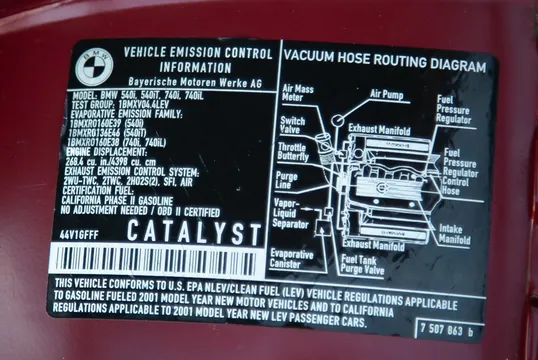 BMW
VEHICLE EMISSION CONTROL
INFORMATION
Bayerische Motoren Werke AG
MODEL: BMW 540i, 540iT, 740i, 740iL
TEST GROUP: 1BMXV04.4LEV
EVAPORATIVE EMISSION FAMILY:
1BMXR0160E39 (540i)
1BMXR0136E46 (540iT)
1BMXR0160E38 (740i, 740iL)
ENGINE DISPLACEMENT:
268.4 cu. in./4398 cu. cm
EXHAUST EMISSION CONTROL SYSTEM:
2WU-TWC, 2TWC, 2HO2S(2), SFI, AIR
CERTIFICATION FUEL:
CALIFORNIA PHASE II GASOLINE
NO ADJUSTMENT NEEDED / OBD II CERTIFIED
44V1GFFF
CATALYST
VACUUM HOSE ROUTING DIAGRAM
Air Mass
Meter
Air Pump
Fuel
Pressure
Regulator
Switch
Valve
Exhaust Manifold
Throttle
Butterfly
Fuel
Pressure
Regulator
Control
Hose
Purge
Line
Vapor-
Liquid
Separator
Intake
Manifold
Exhaust Manifold
Evaporative
Canister
Fuel Tank
Purge Valve
THIS VEHICLE CONFORMS TO U.S. EPA NLEV/CLEAN FUEL (LEV) VEHICLE REGULATIONS APPLICABLE
TO GASOLINE FUELED 2001 MODEL YEAR NEW MOTOR VEHICLES AND TO CALIFORNIA
REGULATIONS APPLICABLE TO 2001 MODEL YEAR NEW LEV PASSENGER CARS.
7 507 863 b